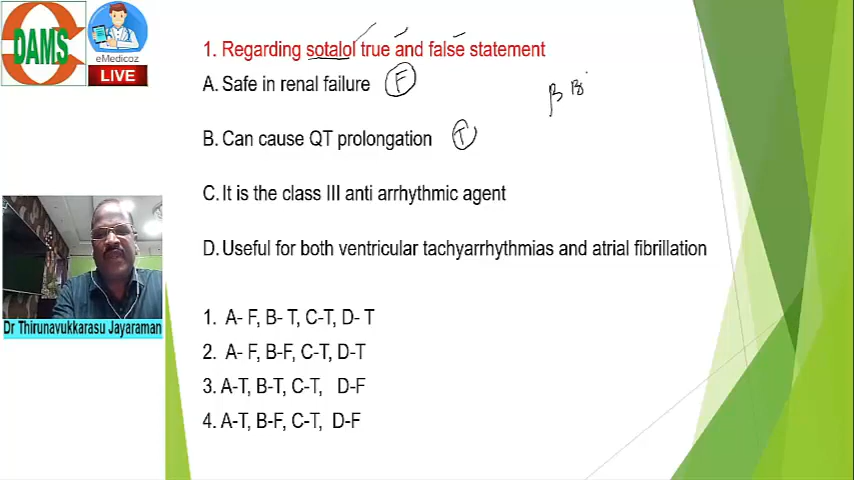 DAMS
eMedicoz
LIVE
1. Regarding sotalol true and false statement
A. Safe in renal failure F
B. Can cause QT prolongation T
C. It is the class III anti arrhythmic agent
D. Useful for both ventricular tachyarrhythmias and atrial fibrillation
β B
1. A- F, B- T, C-T, D- T
2. A- F, B-F, C-T, D-T
3. A-T, B-T, C-T, D-F
4. A-T, B-F, C-T, D-F
Dr Thirunavukkarasu Jayaraman